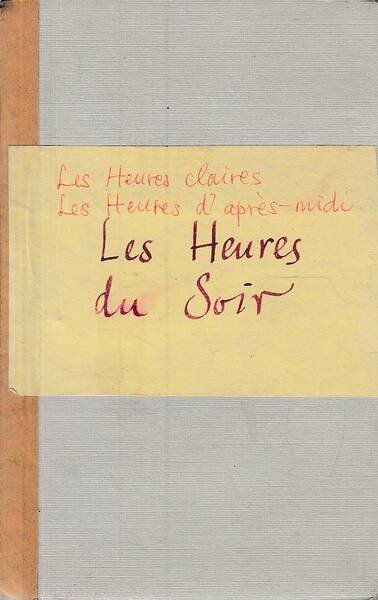 Les Heures claires
Les Heures d'après-midi
Les Heures
du Soir